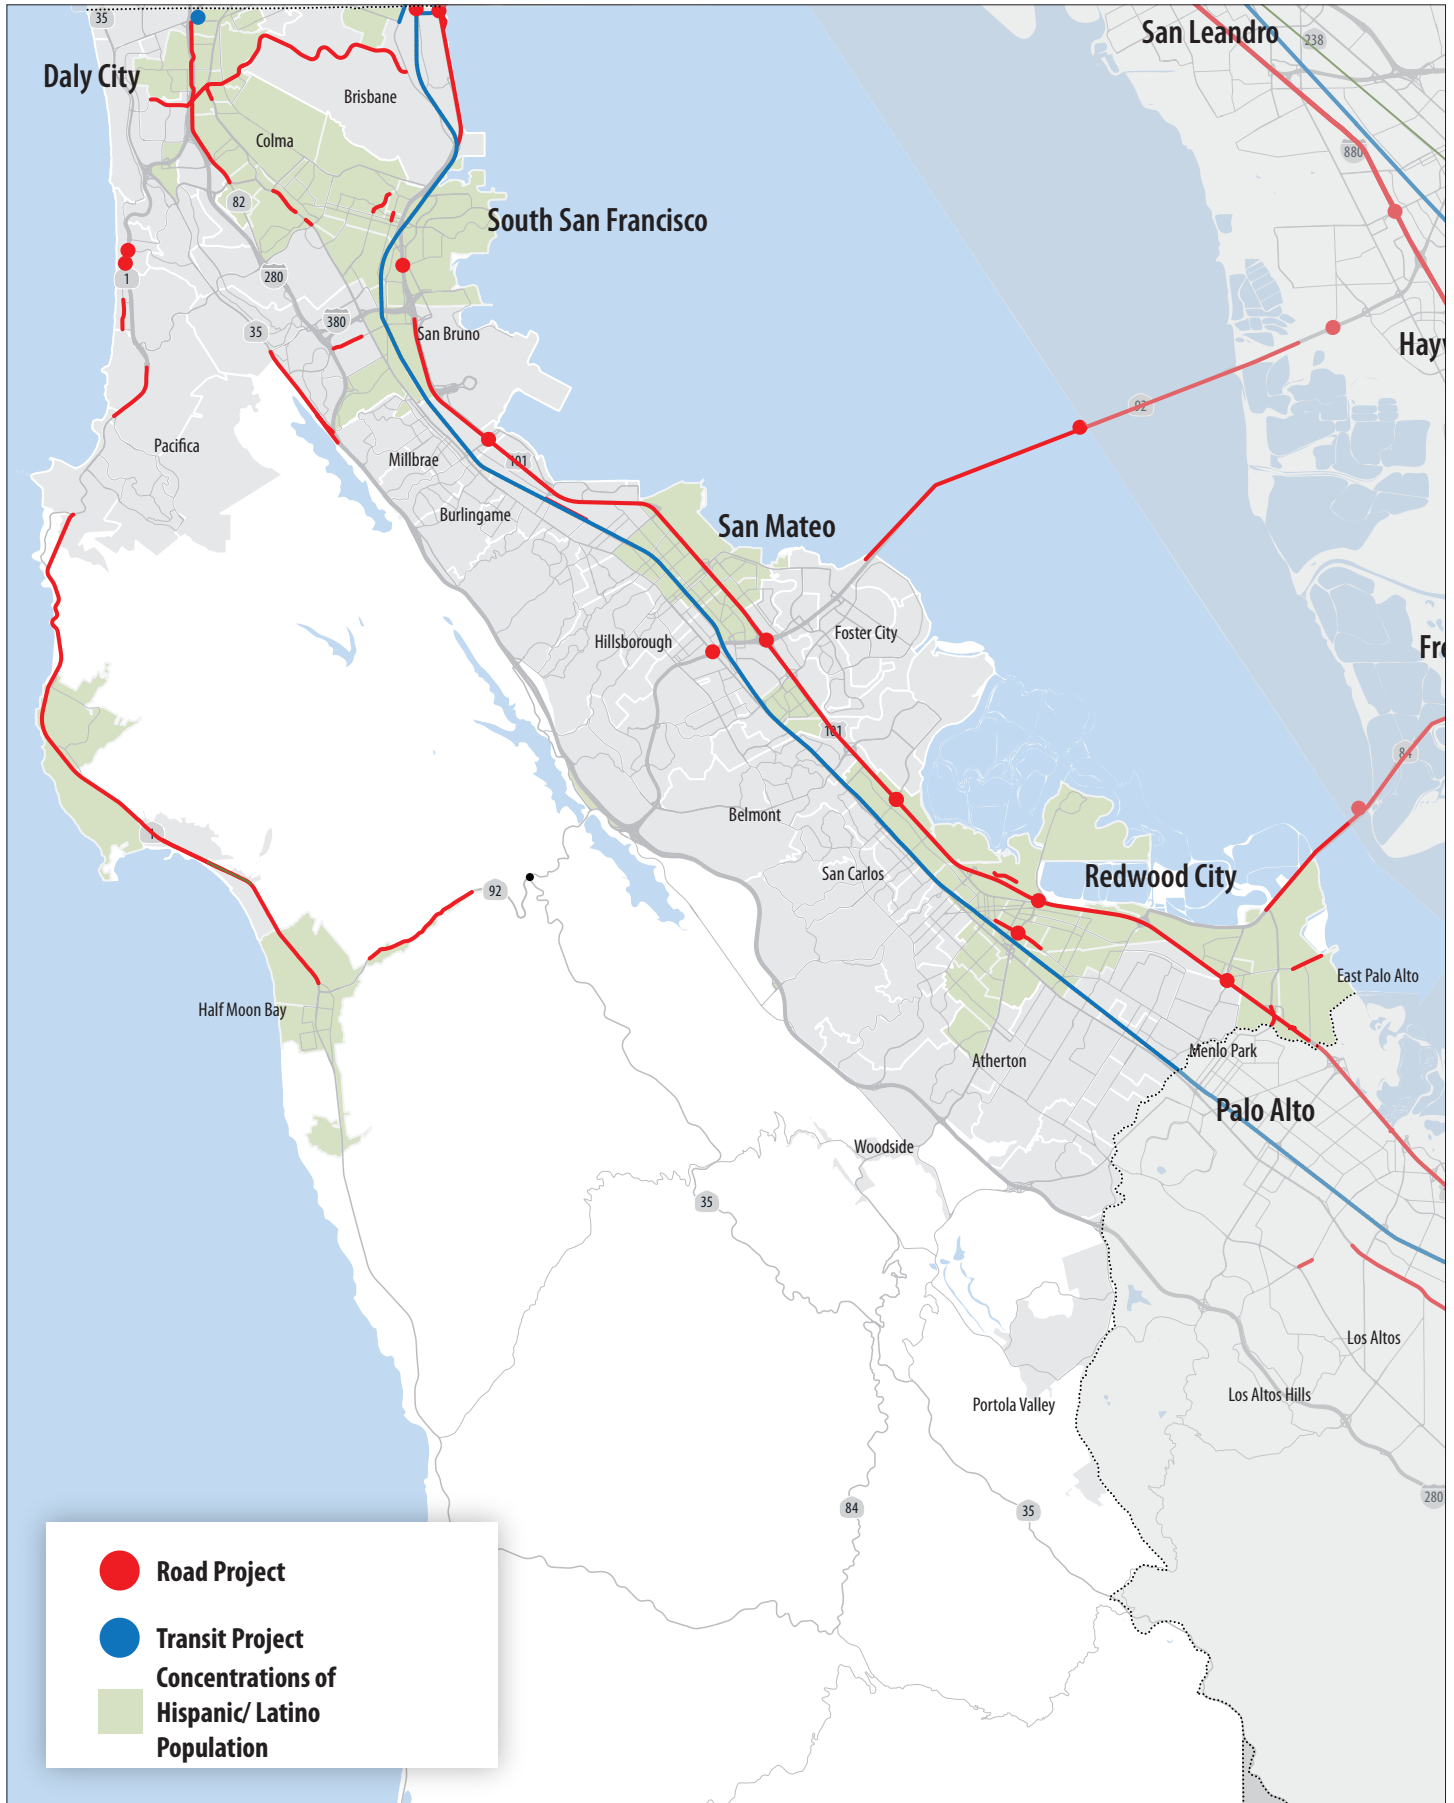 35
San Leandro
238
Daly City
Brisbane
Colma
880
82
South San Francisco
1
280
35
380
San Bruno
92
Pacifica
Millbrae
101
Burlingame
San Mateo
Hillsborough
Foster City
101
84
Belmont
1
San Carlos
Redwood City
92
East Palo Alto
Half Moon Bay
Menlo Park
Atherton
Palo Alto
Woodside
35
Los Altos
Los Altos Hills
Portola Valley
280
84
35
Road Project
Transit Project
Concentrations of
Hispanic/ Latino
Population